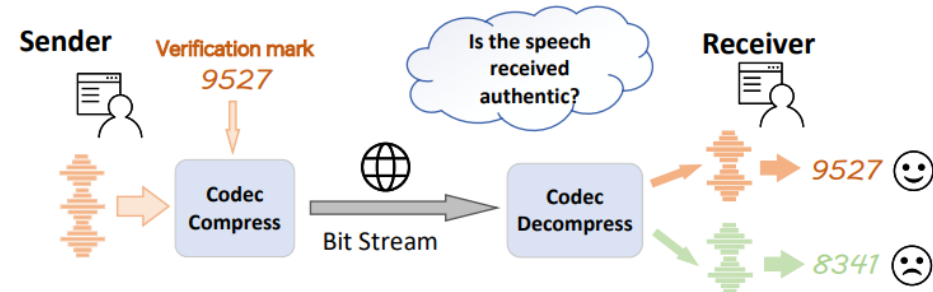 Sender
Verification mark
9527
Is the speech
received
authentic?
Receiver
Codec
Compress
Bit Stream
Codec
Decompress
9527
8341